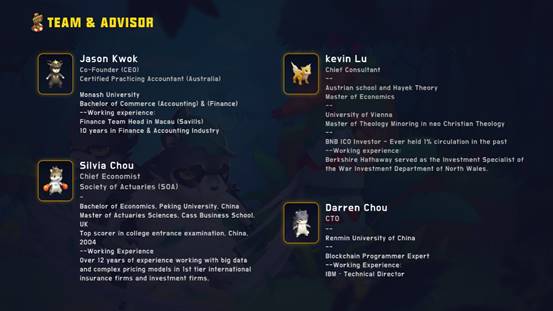 TEAM & ADVISOR
Jason Kwok
Co-Founder (CEO)
Certified Practicing Accountant (Australia)
Monash University
Bachelor of Commerce (Accounting) & (Finance)
--Working experience:
Finance Team Head in Macau (Savills)
10 years in Finance & Accounting Industry
Silvia Chou
Chief Economist
Society of Actuaries (SOA)
-
Bachelor of Economics, Peking University, China
Master of Actuaries Sciences, Cass Business School,
UK
Top scorer in college entrance examination, China,
2004
--Working Experience
Over 12 years of experience working with big data
and complex pricing models in 1st tier international
insurance firms and investment firms.
kevin Lu
Chief Consultant
--
Austrian school and Hayek Theory
Master of Economics
--
University of Vienna
Master of Theology Minoring in neo Christian Theology
--
BNB ICO Investor - Ever held 1% circulation in the past
--Working experience:
Berkshire Hathaway served as the Investment Specialist of
the War Investment Department of North Wales.
Darren Chou
CTO
--
Renmin University of China
--
Blockchain Programmer Expert
--Working Experience:
IBM - Technical Director